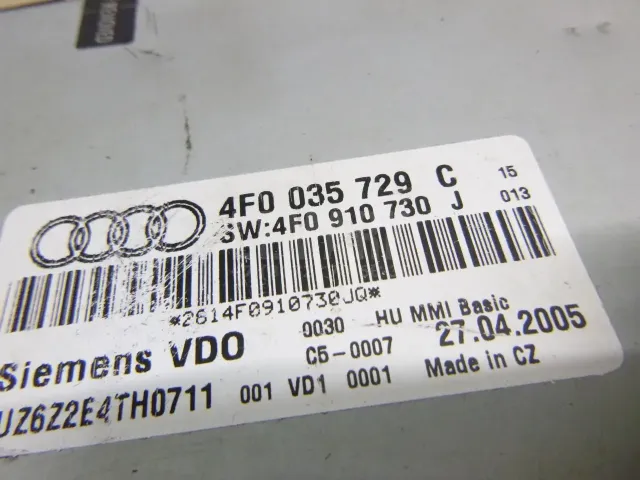 4F0 035 729 C 15
SW:4F0 910 730 J 013
*2614F0910730JQ*
0030 HU MMI Basic
Siemens VDO C5-0007 27.04.2005
UZ6Z2E4TH0711 001 VD1 0001 Made in CZ